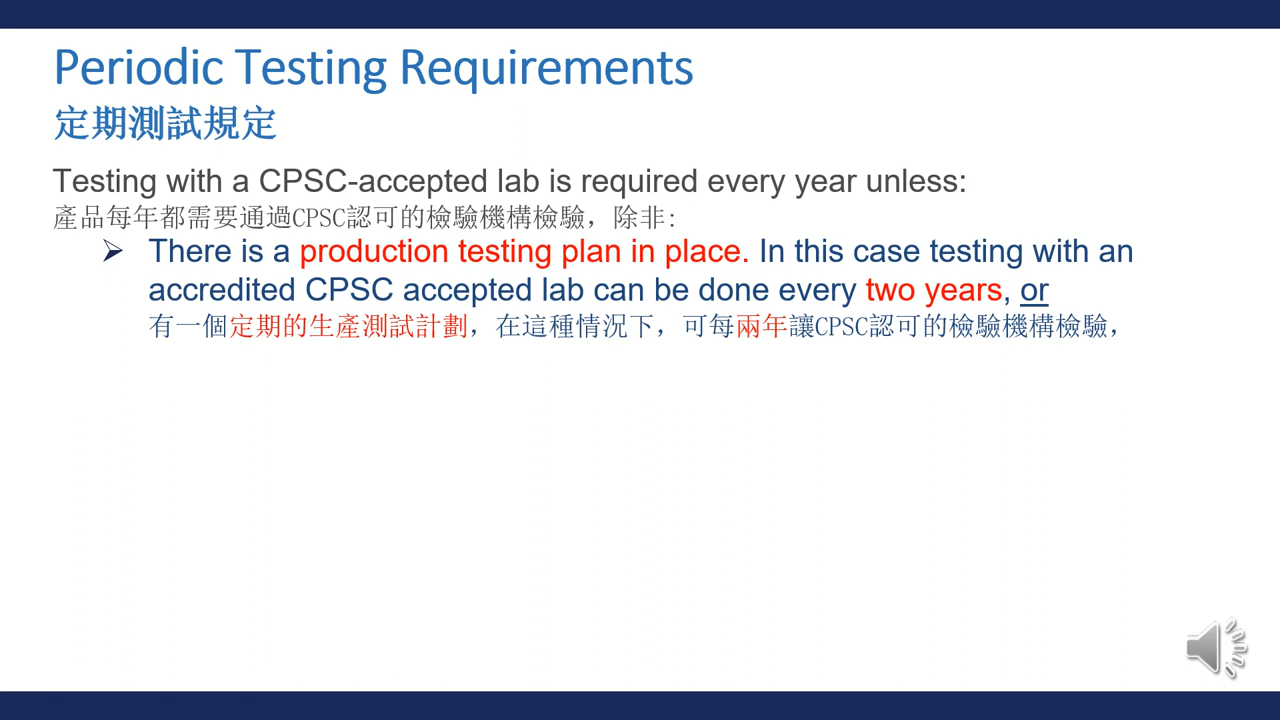 Periodic Testing Requirements
定期測試規定
Testing with a CPSC-accepted lab is required every year unless:
產品每年都需要通過CPSC認可的檢驗機構檢驗，除非:
➢ There is a production testing plan in place. In this case testing with an
accredited CPSC accepted lab can be done every two years, or
有一個定期的生產測試計劃，在這種情況下，可每兩年讓CPSC認可的檢驗機構檢驗，